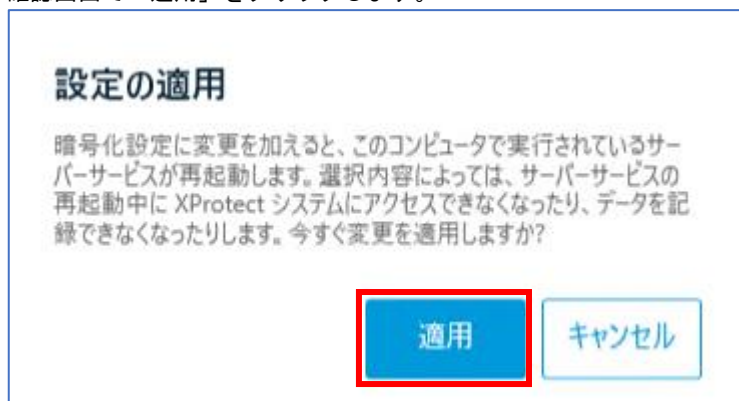 設定の適用
暗号化設定に変更を加えると、このコンピュータで実行されているサー
バーサービスが再起動します。選択内容によっては、サーバーサービスの
再起動中に XProtect システムにアクセスできなくなったり、データを記
録できなくなったりします。今すぐ変更を適用しますか?
適用
キャンセル